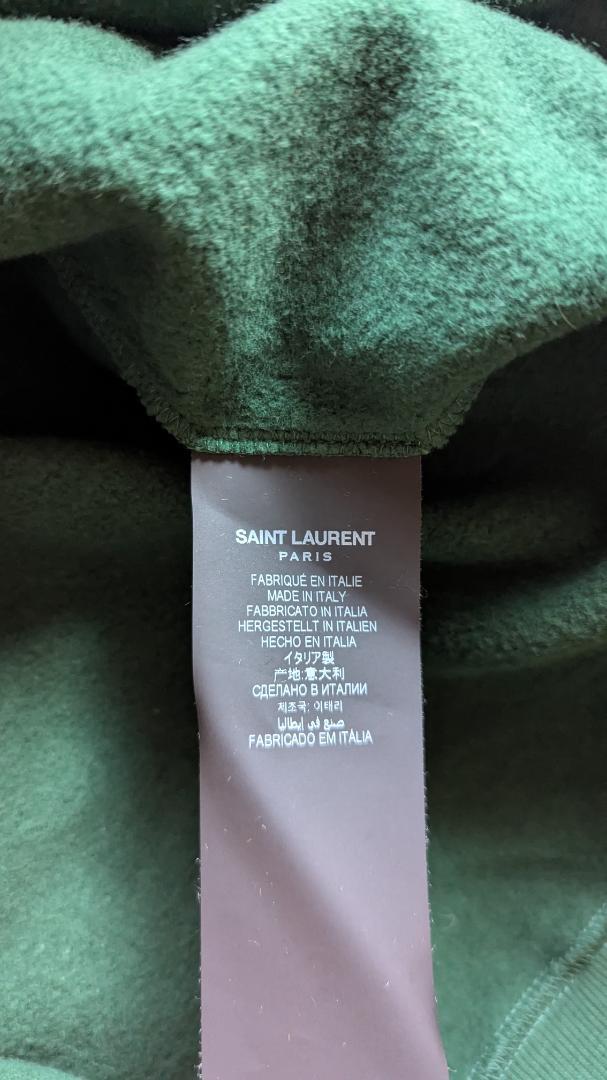 SAINT LAURENT
PARIS
FABRIQUÉ EN ITALIE
MADE IN ITALY
FABBRICATO IN ITALIA
HERGESTELLT IN ITALIEN
HECHO EN ITALIA
イタリア製
产地:意大利
СДЕЛАНО В ИТАЛИИ
제조국: 이태리
صنع في إيطاليا
FABRICADO EM ITÁLIA